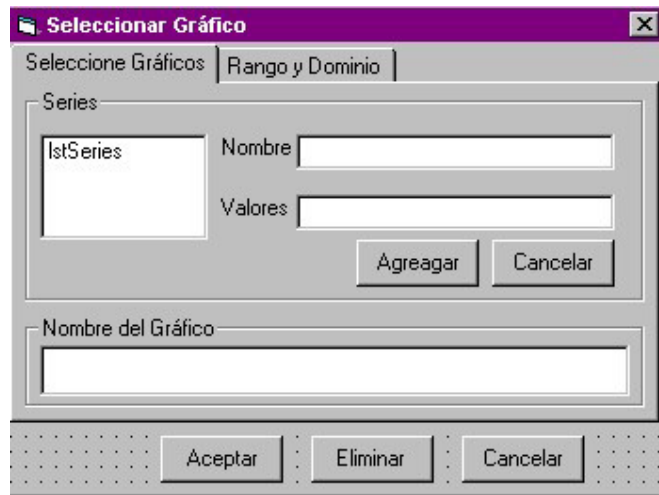 Seleccionar Gráfico
Seleccione Gráficos Rango y Dominio
Series
lstSeries
Nombre
Valores
Agreagar Cancelar
Nombre del Gráfico
Aceptar Eliminar Cancelar